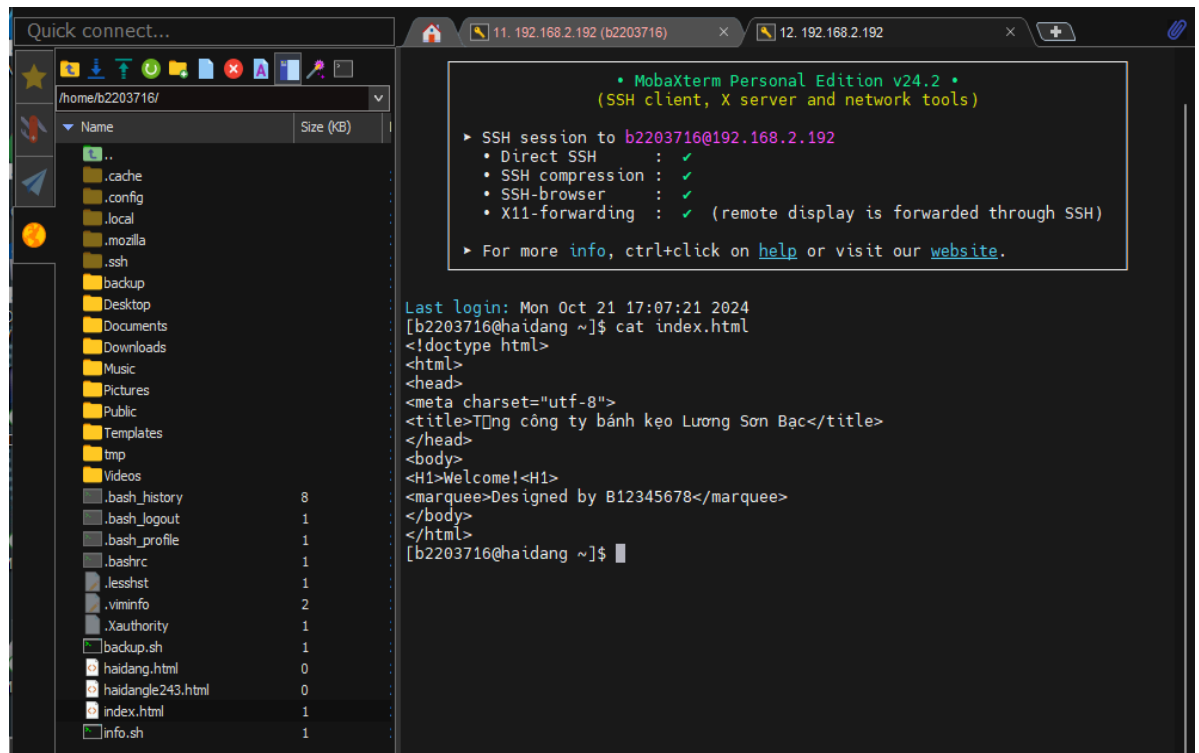 Quick connect...
11. 192.168.2.192 (b2203716)
12. 192.168.2.192
/home/b2203716/
Name Size (KB)
..
.cache
.config
.local
.mozilla
.ssh
backup
Desktop
Documents
Downloads
Music
Pictures
Public
Templates
tmp
Videos
.bash_history 8
.bash_logout 1
.bash_profile 1
.bashrc 1
.lesshst 1
.viminfo 2
.Xauthority 1
backup.sh 1
haidang.html 0
haidangle243.html 0
index.html 1
info.sh 1
• MobaXterm Personal Edition v24.2 •
(SSH client, X server and network tools)
► SSH session to b2203716@192.168.2.192
• Direct SSH : ✔
• SSH compression : ✔
• SSH-browser : ✔
• X11-forwarding : ✔ (remote display is forwarded through SSH)
► For more info, ctrl+click on help or visit our website.
Last login: Mon Oct 21 17:07:21 2024
[b2203716@haidang ~]$ cat index.html
<!doctype html>
<html>
<head>
<meta charset="utf-8">
<title>T▯ng công ty bánh kẹo Lương Sơn Bạc</title>
</head>
<body>
<H1>Welcome!<H1>
<marquee>Designed by B12345678</marquee>
</body>
</html>
[b2203716@haidang ~]$